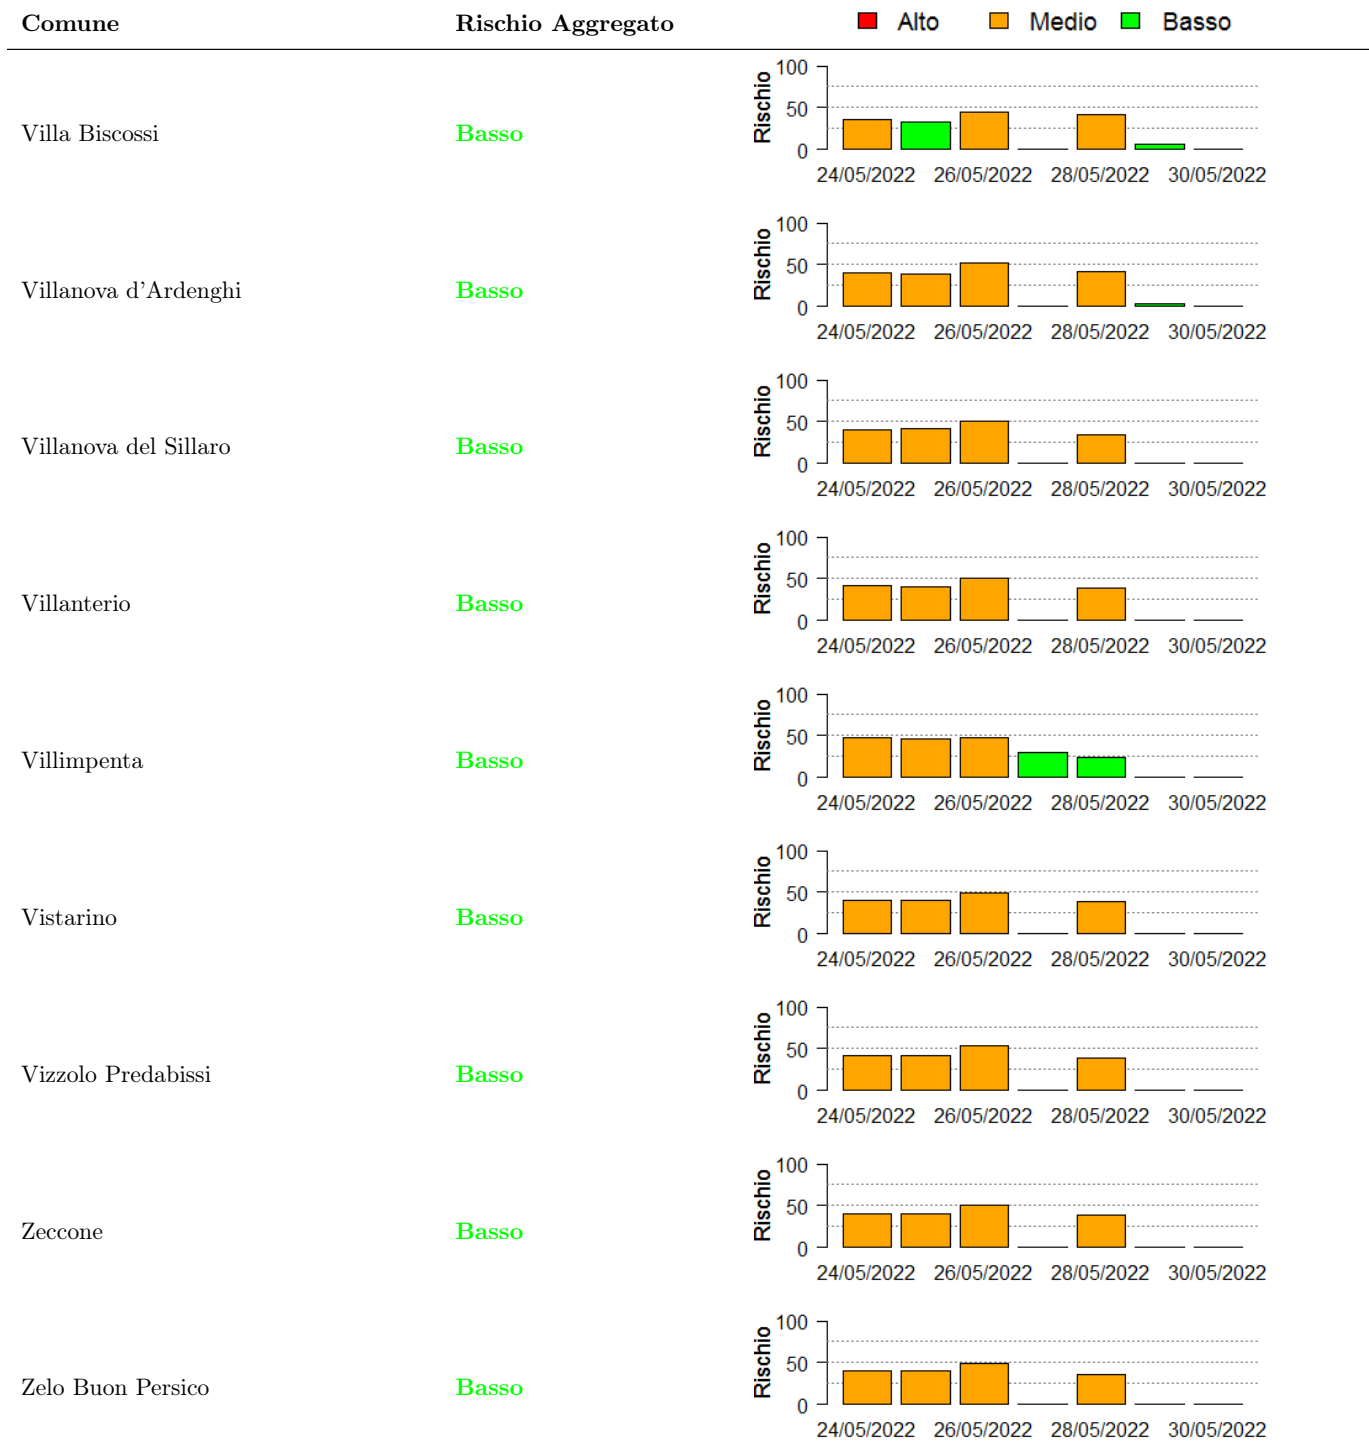 Comune Rischio Aggregato Alto Medio Basso
100
50
0
Rischio
Villa Biscossi Basso
24/05/2022 26/05/2022 28/05/2022 30/05/2022
100
50
0
Rischio
Villanova d'Ardenghi Basso
24/05/2022 26/05/2022 28/05/2022 30/05/2022
100
50
0
Rischio
Villanova del Sillaro Basso
24/05/2022 26/05/2022 28/05/2022 30/05/2022
100
50
0
Rischio
Villanterio Basso
24/05/2022 26/05/2022 28/05/2022 30/05/2022
100
50
0
Rischio
Villimpenta Basso
24/05/2022 26/05/2022 28/05/2022 30/05/2022
100
50
0
Rischio
Vistarino Basso
24/05/2022 26/05/2022 28/05/2022 30/05/2022
100
50
0
Rischio
Vizzolo Predabissi Basso
24/05/2022 26/05/2022 28/05/2022 30/05/2022
100
50
0
Rischio
Zeccone Basso
24/05/2022 26/05/2022 28/05/2022 30/05/2022
100
50
0
Rischio
Zelo Buon Persico Basso
24/05/2022 26/05/2022 28/05/2022 30/05/2022